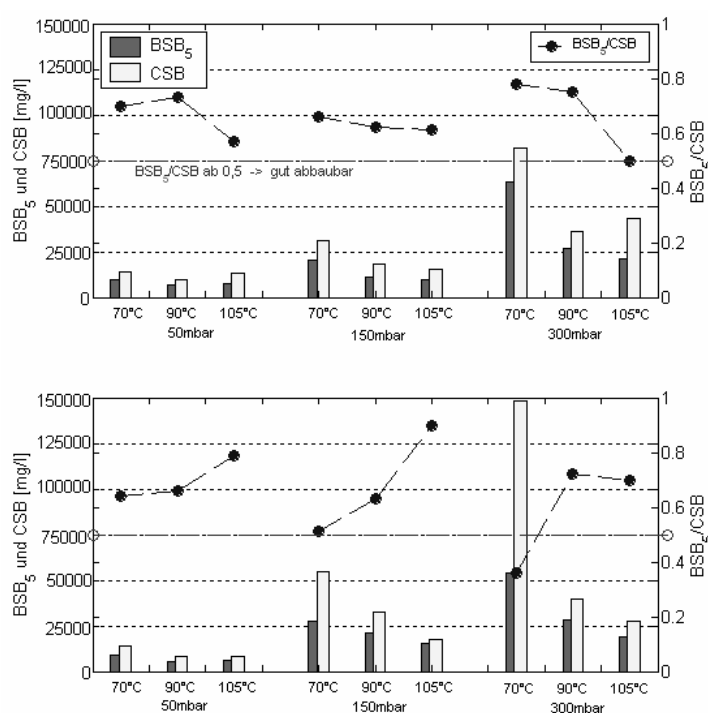 150000
125000
100000
75000
50000
25000
0
BSB5 und CSB [mg/l]
BSB5
CSB
BSB5/CSB
1
0.8
0.6
0.4
0.2
0
BSB5/CSB
BSB5/CSB ab 0,5 -> gut abbaubar
70°C 90°C 105°C 70°C 90°C 105°C 70°C 90°C 105°C
50mbar 150mbar 300mbar
150000
125000
100000
75000
50000
25000
0
BSB5 und CSB [mg/l]
1
0.8
0.6
0.4
0.2
0
BSB5/CSB
70°C 90°C 105°C 70°C 90°C 105°C 70°C 90°C 105°C
50mbar 150mbar 300mbar